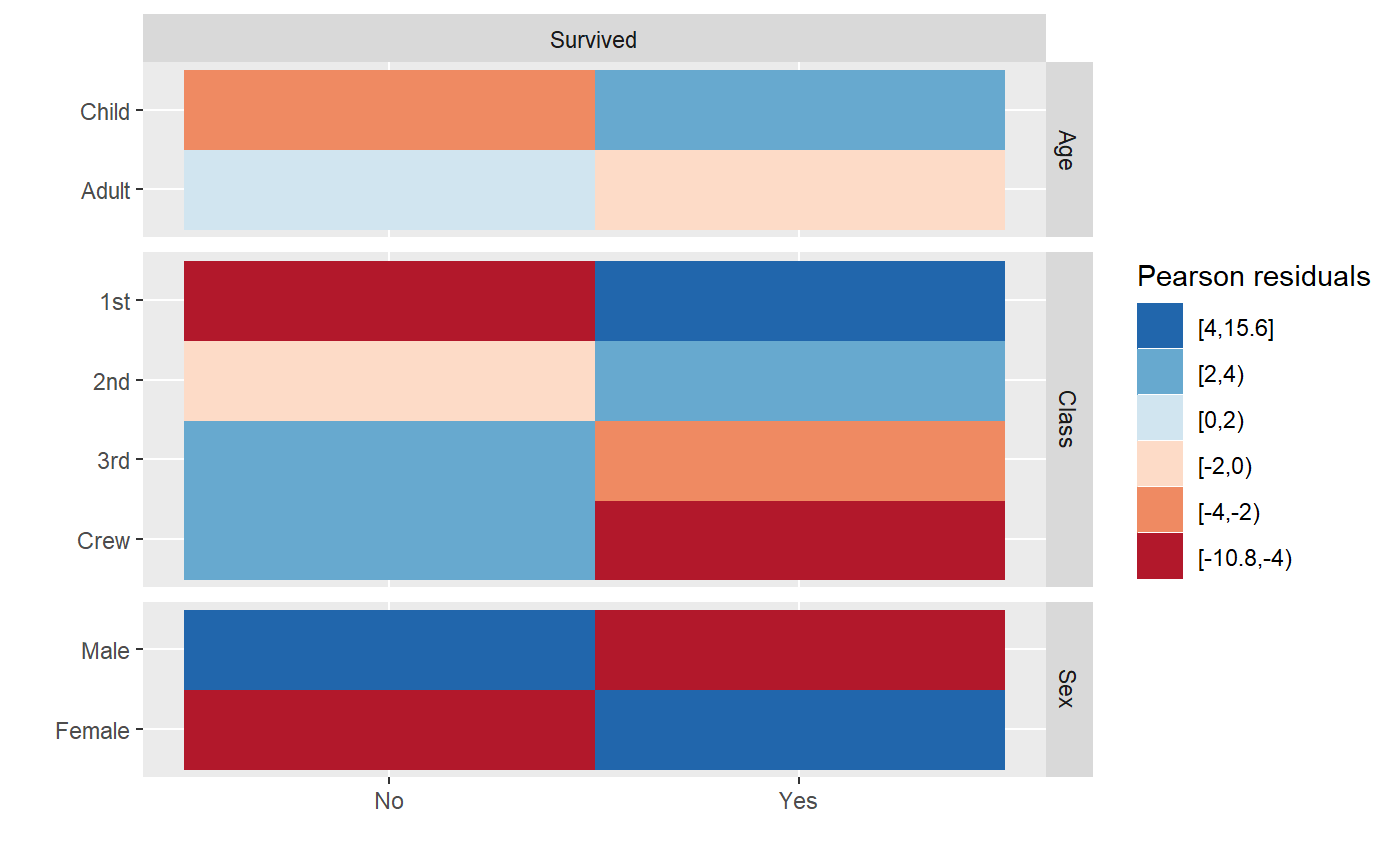 Survived
Child
Adult
Age
1st
2nd
3rd
Crew
Class
Male
Female
Sex
No
Yes
Pearson residuals
[4,15.6]
[2,4)
[0,2)
[-2,0)
[-4,-2)
[-10.8,-4)